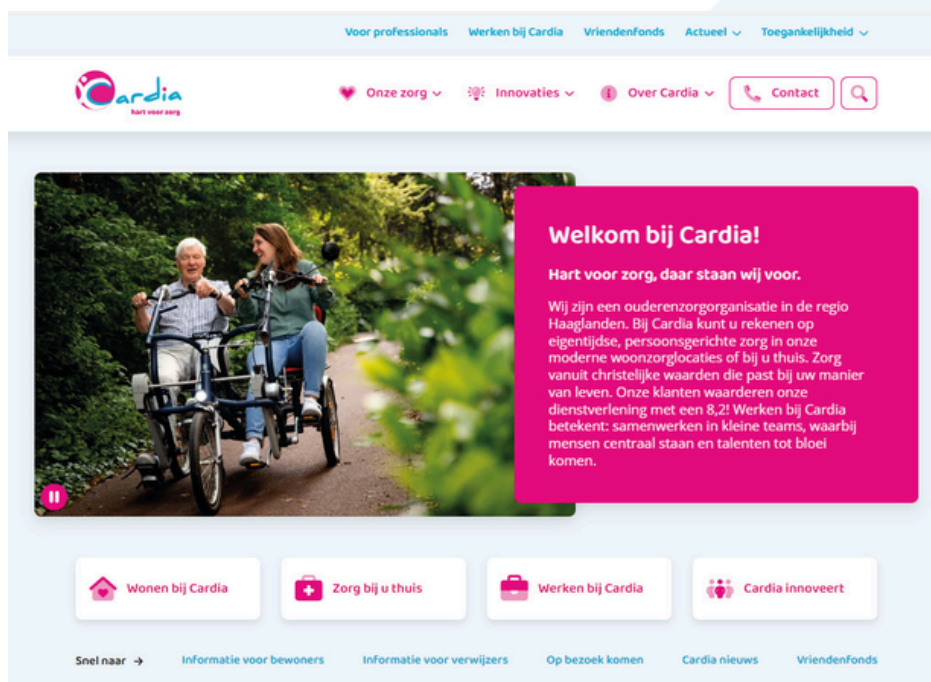 Voor professionals Werken bij Cardia Vriendenfonds Actueel Toegankelijkheid
Cardia
hart voor zorg
Onze zorg Innovaties Over Cardia Contact
Welkom bij Cardia!
Hart voor zorg, daar staan wij voor.
Wij zijn een ouderenzorgorganisatie in de regio
Haaglanden. Bij Cardia kunt u rekenen op
eigentijdse, persoonsgerichte zorg in onze
moderne woonzorglocaties of bij u thuis. Zorg
vanuit christelijke waarden die past bij uw manier
van leven. Onze klanten waarderen onze
dienstverlening met een 8,2! Werken bij Cardia
betekent: samenwerken in kleine teams, waarbij
mensen centraal staan en talenten tot bloei
komen.
Wonen bij Cardia Zorg bij u thuis Werken bij Cardia Cardia innoveert
Snel naar → Informatie voor bewoners Informatie voor verwijzers Op bezoek komen Cardia nieuws Vriendenfonds